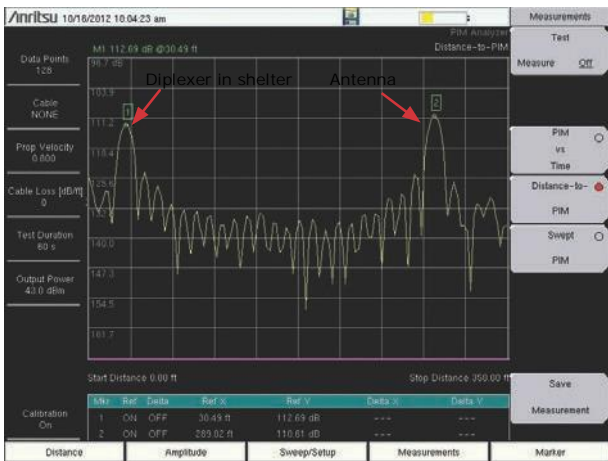 Anritsu 10/16/2012 10:04:23 am
Measurements
PIM Analyzer
M1 112.69 dB @30.49 ft
Distance-to-PIM
Test
Measure Off
Data Points
128
Cable
NONE
Prop Velocity
0.800
Cable Loss [dB/ft]
0
Test Duration
60 s
Output Power
43.0 dBm
Calibration
On
96.7 dB
103.9
111.2
118.4
125.6
140.0
147.3
154.5
161.7
Diplexer in shelter
Antenna
1
2
PIM
vs
Time
Distance-to-
PIM
Swept
PIM
Save
Measurement
Start Distance 0.00 ft
Stop Distance 350.00 ft
Mkr Ref Delta Ref X Ref Y Delta X Delta Y
1 ON OFF 30.49 ft 112.69 dB --- ---
2 ON OFF 289.02 ft 110.61 dB --- ---
Distance
Amplitude
Sweep/Setup
Measurements
Marker